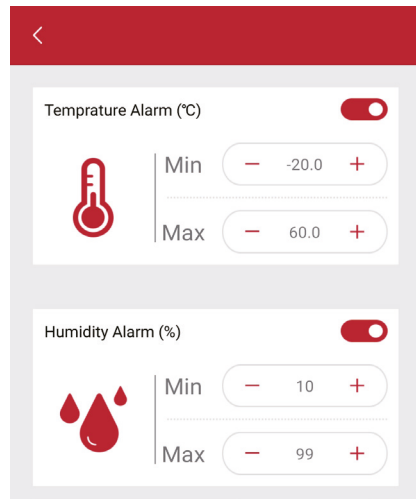 Temprature Alarm (℃)
Min − -20.0 +
Max − 60.0 +
Humidity Alarm (%)
Min − 10 +
Max − 99 +